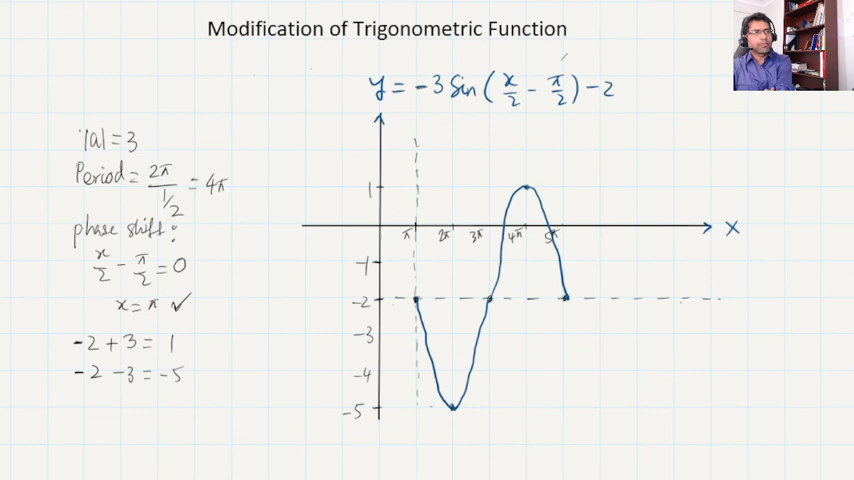 Modification of Trigonometric Function
y = -3 Sin ( x/2 - π/2 ) - 2
|a| = 3
Period = 2π / 1/2 = 4π
phase shift:
x/2 - π/2 = 0
x = π ✓
-2 + 3 = 1
-2 - 3 = -5
1
π 2π 3π 4π 5π X
-1
-2
-3
-4
-5